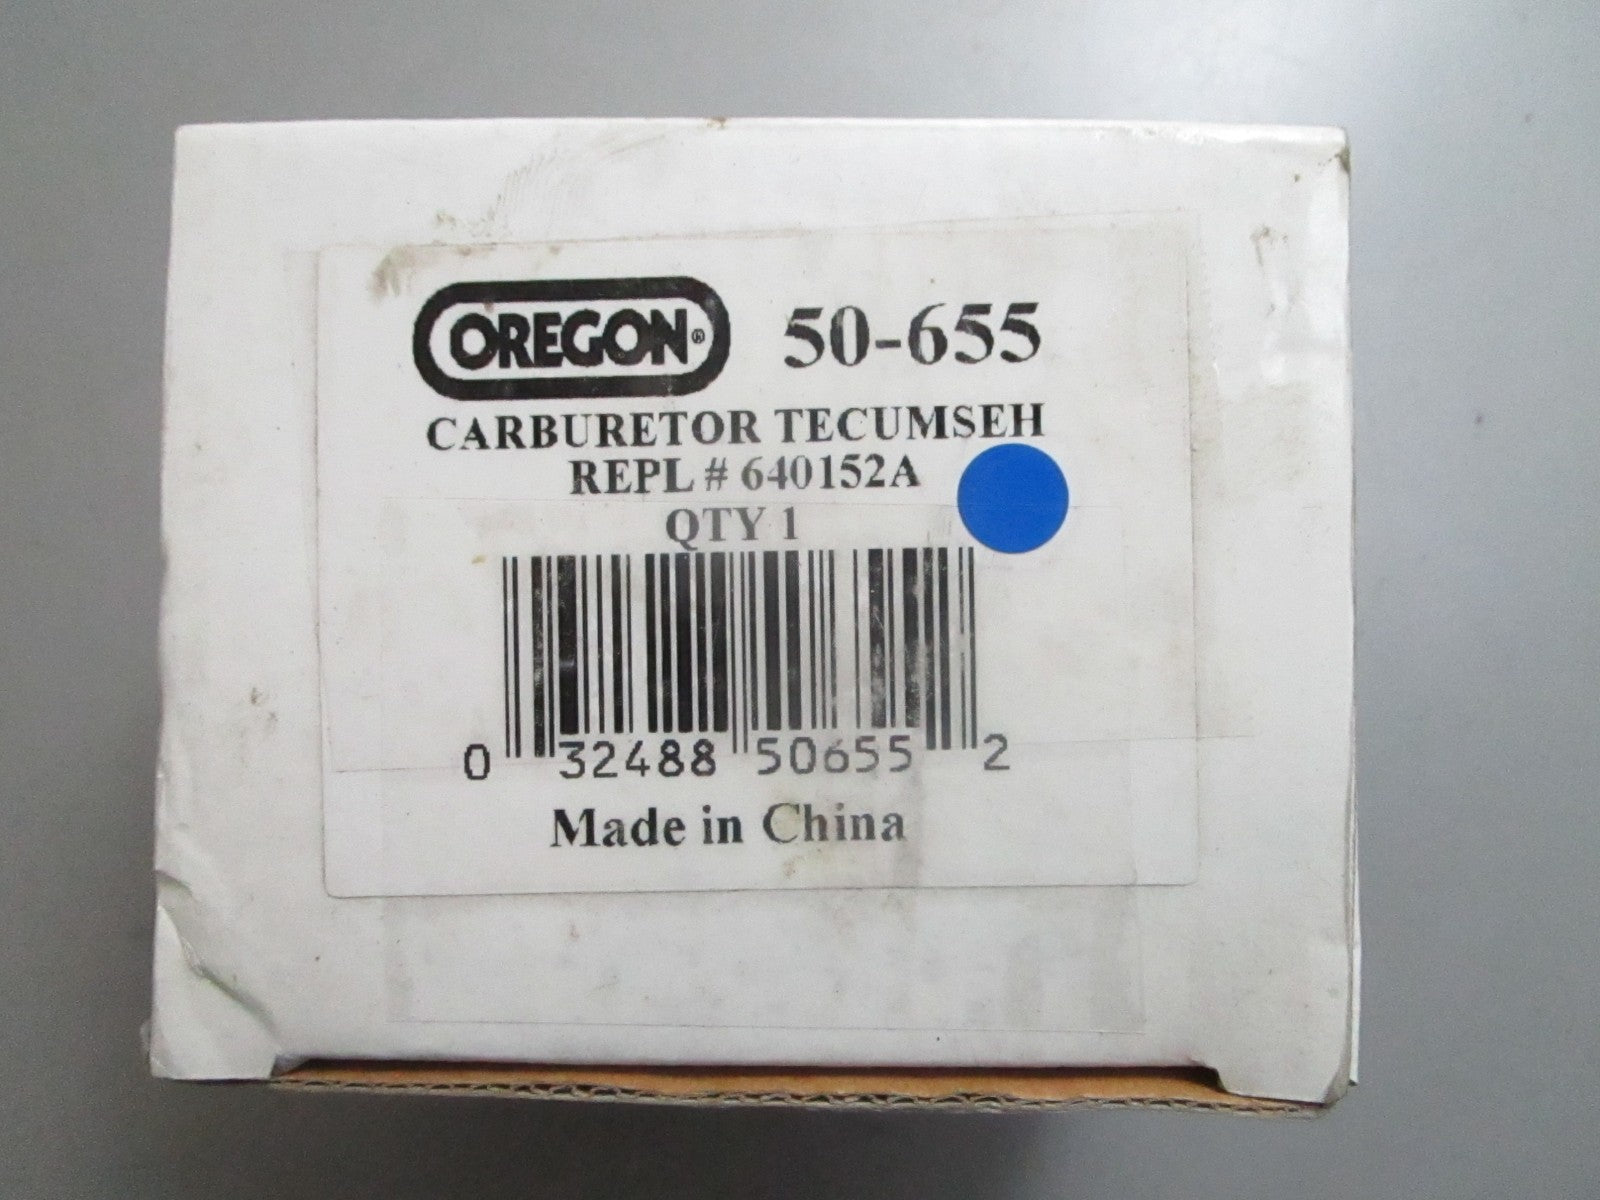 OREGON® 50-655
CARBURETOR TECUMSEH
REPL # 640152A
QTY 1
0 32488 50655 2
Made in China